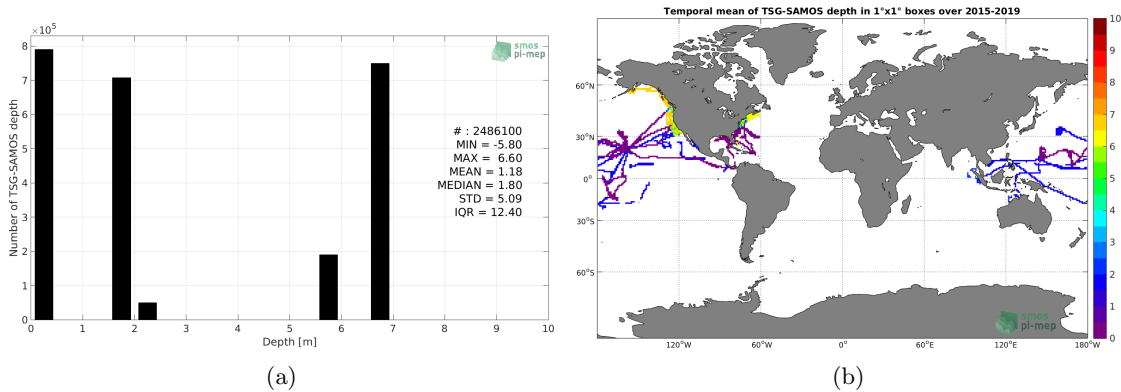 ×10⁵
8
7
6
5
4
3
2
1
0
Number of TSG-SAMOS depth
0 1 2 3 4 5 6 7 8 9 10
Depth [m]
smos
pi-mep
# : 2486100
MIN = -5.80
MAX = 6.60
MEAN = 1.18
MEDIAN = 1.80
STD = 5.09
IQR = 12.40
(a)
Temporal mean of TSG-SAMOS depth in 1°x1° boxes over 2015-2019
60°N
30°N
0°
30°S
60°S
120°W 60°W 0° 60°E 120°E 180°W
smos
pi-mep
10
9
8
7
6
5
4
3
2
1
0
(b)